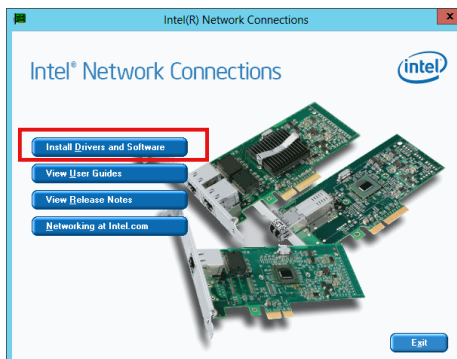 Intel(R) Network Connections
x
Intel® Network Connections
intel
Install Drivers and Software
View User Guides
View Release Notes
Networking at Intel.com
Exit